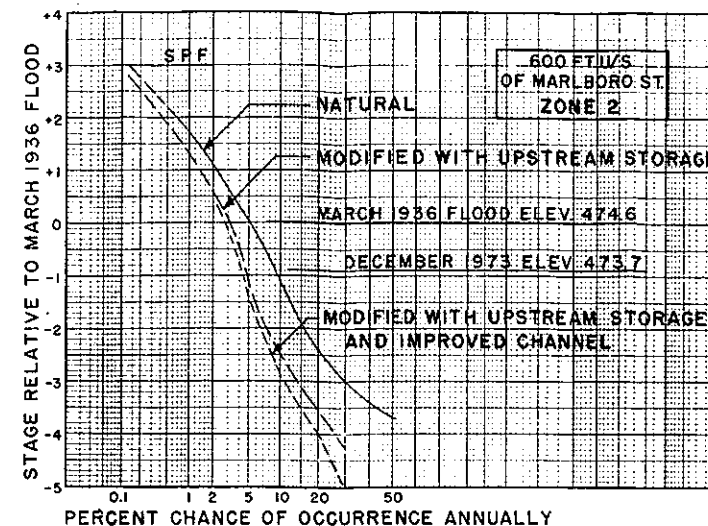 +4
+3
+2
+1
0
-1
-2
-3
-4
-5
STAGE RELATIVE TO MARCH 1936 FLOOD
SPF
600 FT. U/S
OF MARLBORO ST.
ZONE 2
NATURAL
MODIFIED WITH UPSTREAM STORAGE
MARCH 1936 FLOOD ELEV. 474.6
DECEMBER 1973 ELEV. 473.7
MODIFIED WITH UPSTREAM STORAGE
AND IMPROVED CHANNEL
0.1 1 2 5 10 20 50
PERCENT CHANCE OF OCCURRENCE ANNUALLY